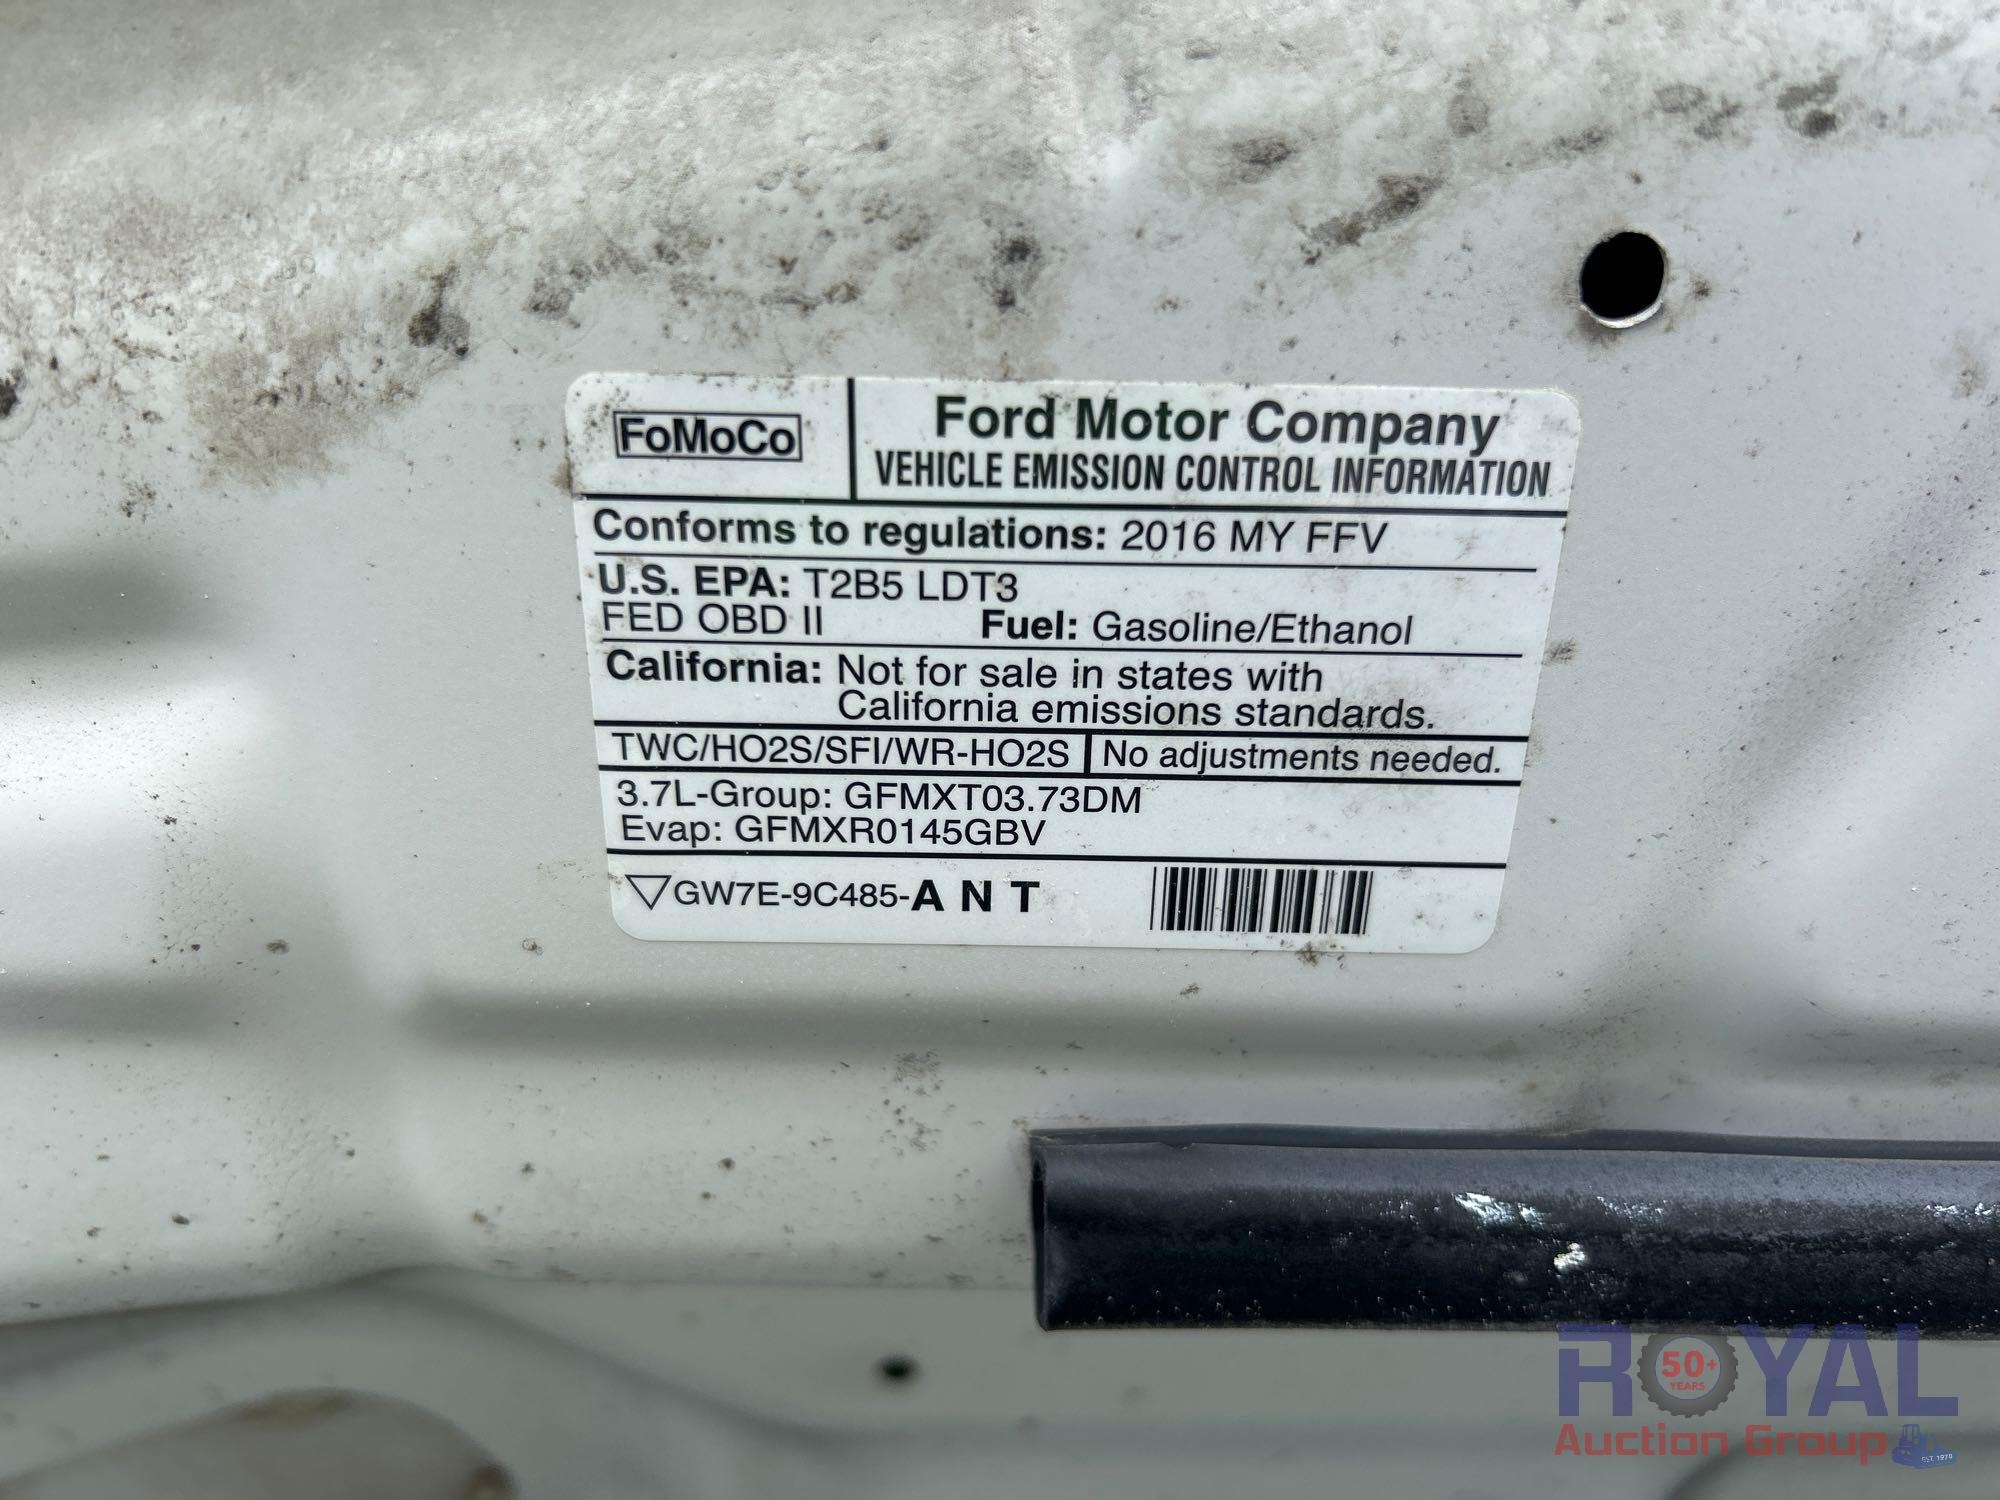 FoMoCo
Ford Motor Company
VEHICLE EMISSION CONTROL INFORMATION
Conforms to regulations: 2016 MY FFV
U.S. EPA: T2B5 LDT3
FED OBD II Fuel: Gasoline/Ethanol
California: Not for sale in states with
California emissions standards.
TWC/HO2S/SFI/WR-HO2S No adjustments needed.
3.7L-Group: GFMXT03.73DM
Evap: GFMXR0145GBV
GW7E-9C485-A N T
ROYAL
50+
YEARS
Auction Group
EST. 1970